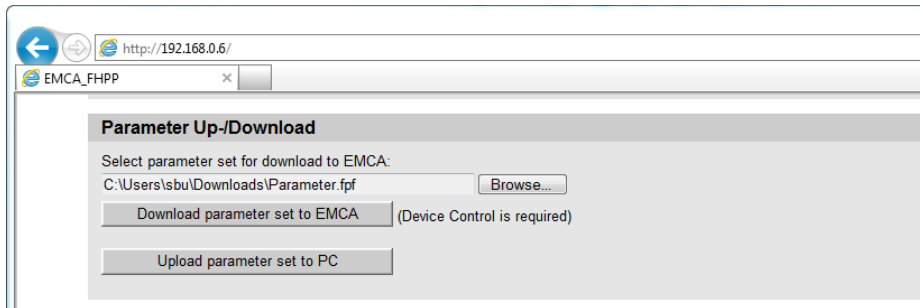 http://192.168.0.6/
EMCA_FHPP
Parameter Up-/Download
Select parameter set for download to EMCA:
C:\Users\sbu\Downloads\Parameter.fpf Browse...
Download parameter set to EMCA (Device Control is required)
Upload parameter set to PC